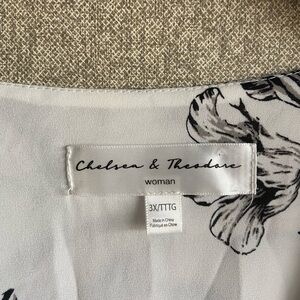 Chelsea & Theodore
woman
3X/TTTG
Made in China
Fabriqué en Chine